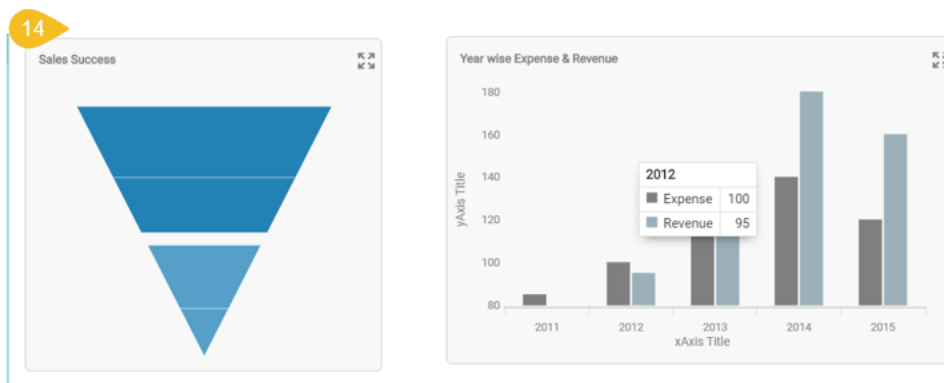 14
Sales Success
Year wise Expense & Revenue
180
160
140
120
100
80
yAxis Title
2012
Expense 100
Revenue 95
2011 2012 2013 2014 2015
xAxis Title